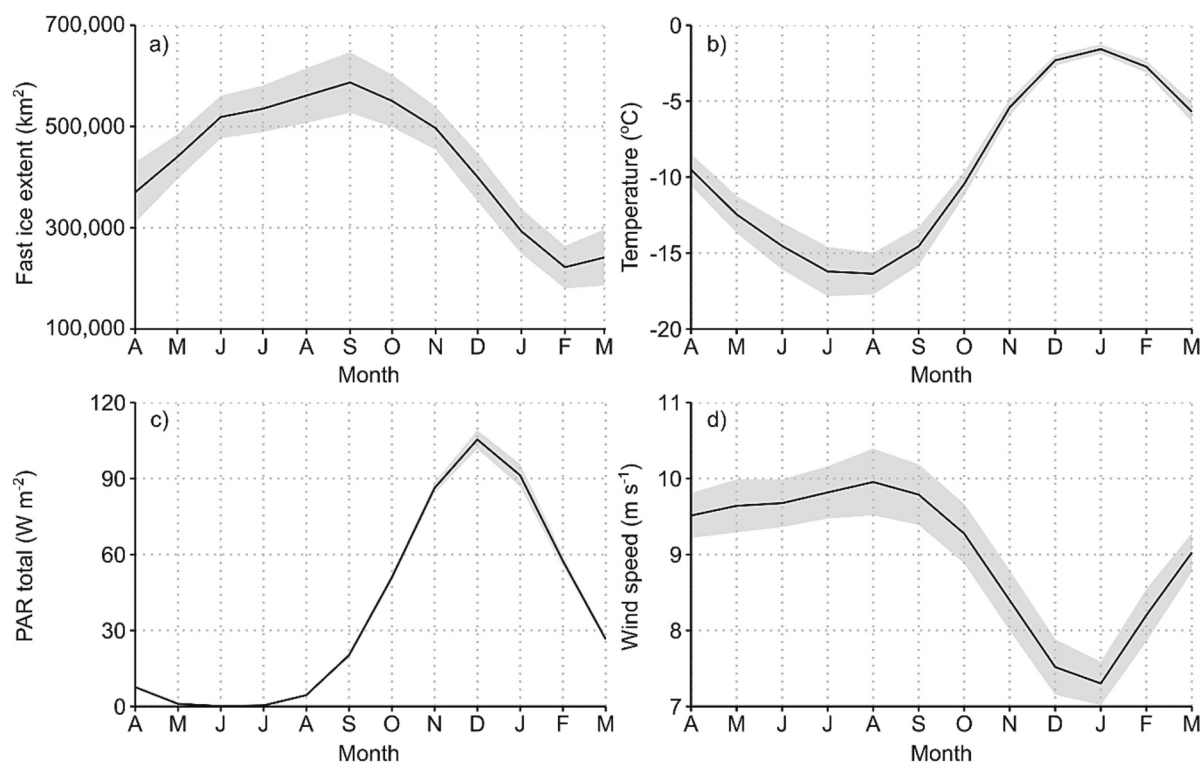 a)
Fast ice extent (km²)
700,000
500,000
300,000
100,000
A M J J A S O N D J F M
Month
b)
Temperature (°C)
-0
-5
-10
-15
-20
A M J J A S O N D J F M
Month
c)
PAR total (W m⁻²)
120
90
60
30
0
A M J J A S O N D J F M
Month
d)
Wind speed (m s⁻¹)
11
10
9
8
7
A M J J A S O N D J F M
Month